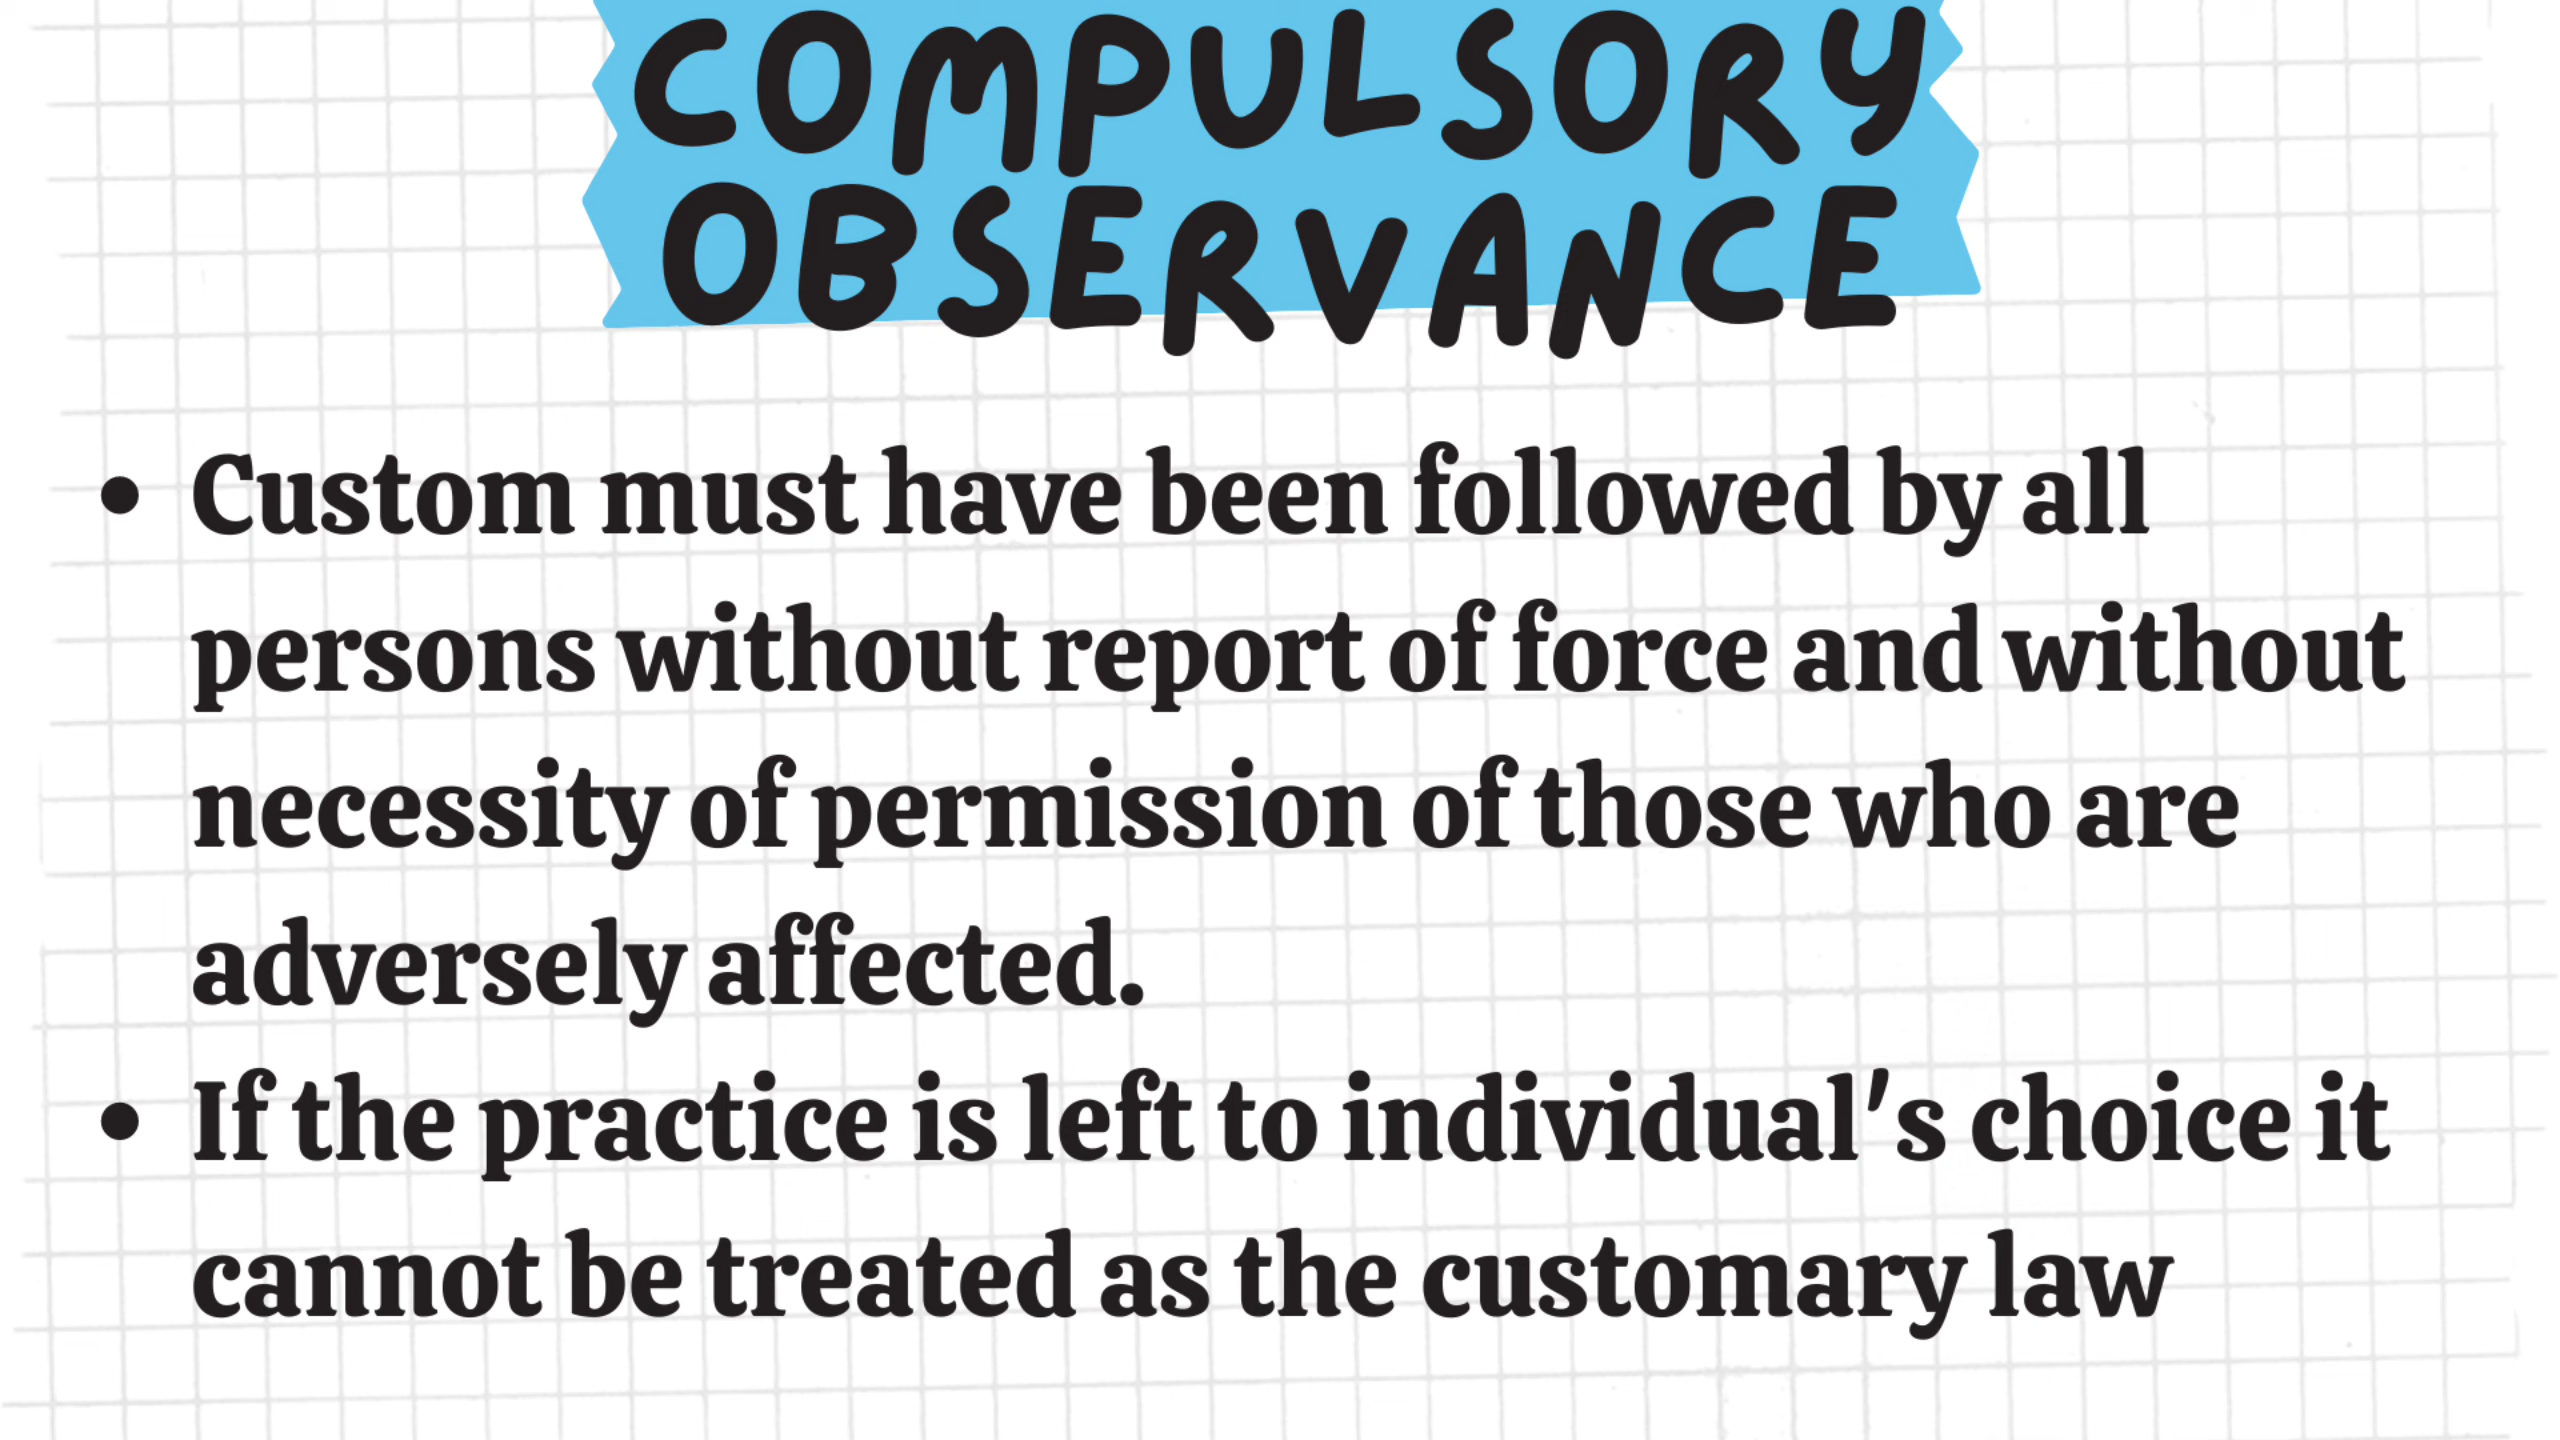 COMPULSORY
OBSERVANCE
• Custom must have been followed by all
persons without report of force and without
necessity of permission of those who are
adversely affected.
• If the practice is left to individual's choice it
cannot be treated as the customary law